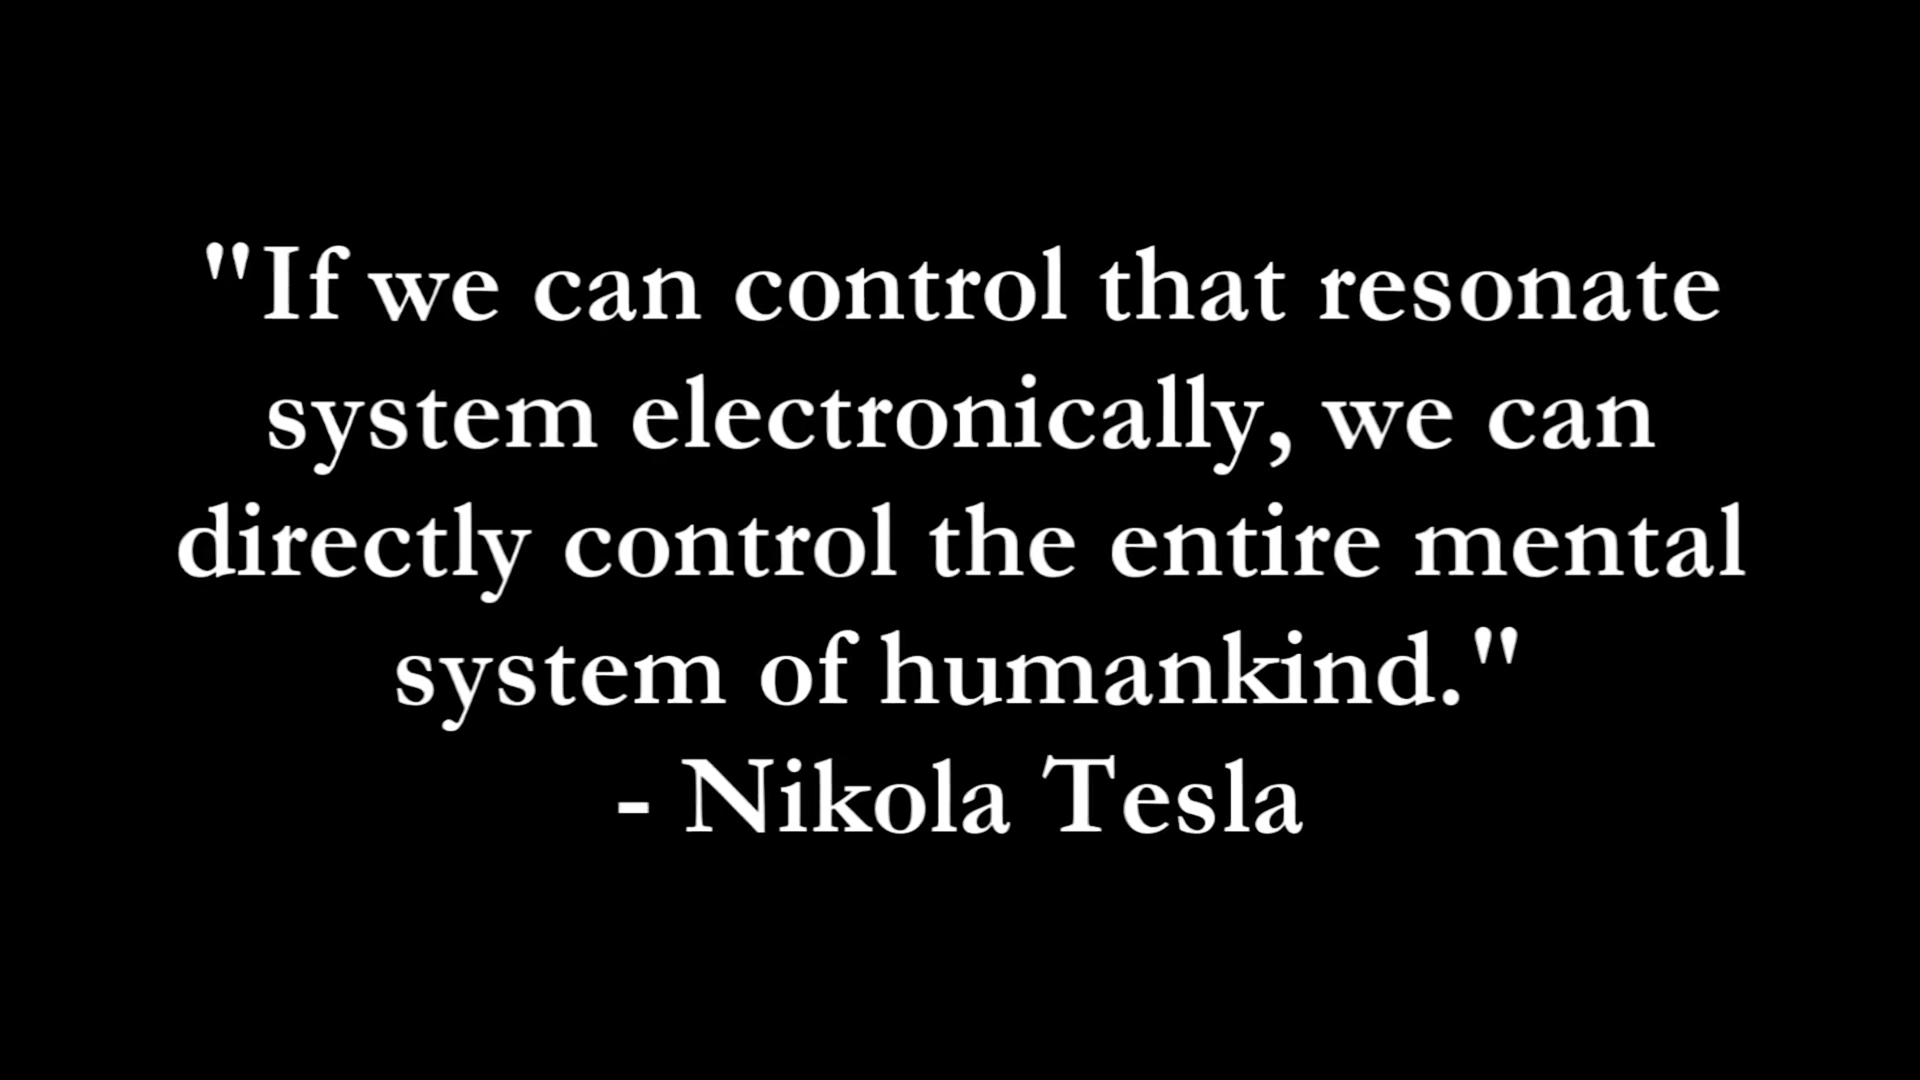 "If we can control that resonate
system electronically, we can
directly control the entire mental
system of humankind."
- Nikola Tesla